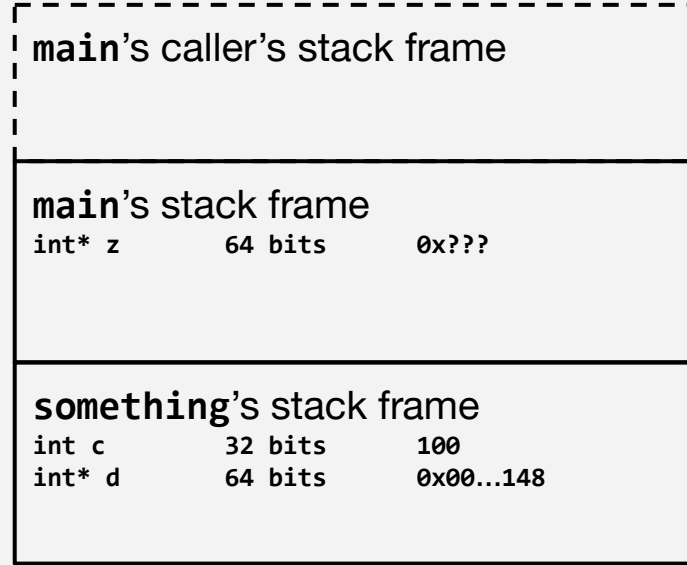 main’s caller’s stack frame
main’s stack frame
int* z 64 bits 0x???
something’s stack frame
int c 32 bits 100
int* d 64 bits 0x00…148